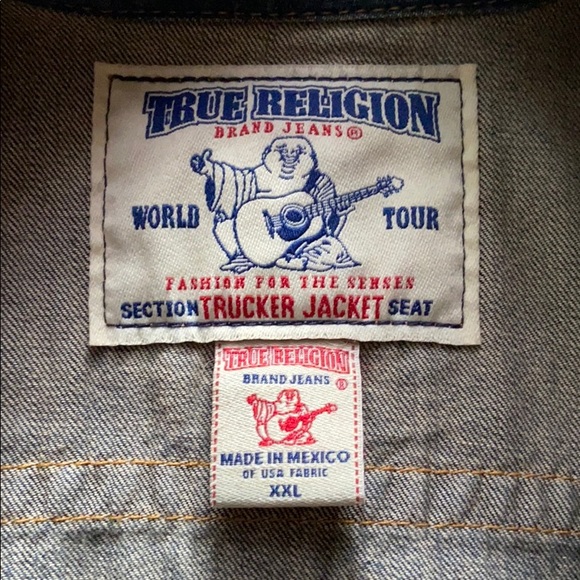 TRUE RELIGION
BRAND JEANS®
WORLD TOUR
FASHION FOR THE SENSES
SECTION TRUCKER JACKET SEAT
TRUE RELIGION
BRAND JEANS ®
MADE IN MEXICO
OF USA FABRIC
XXL